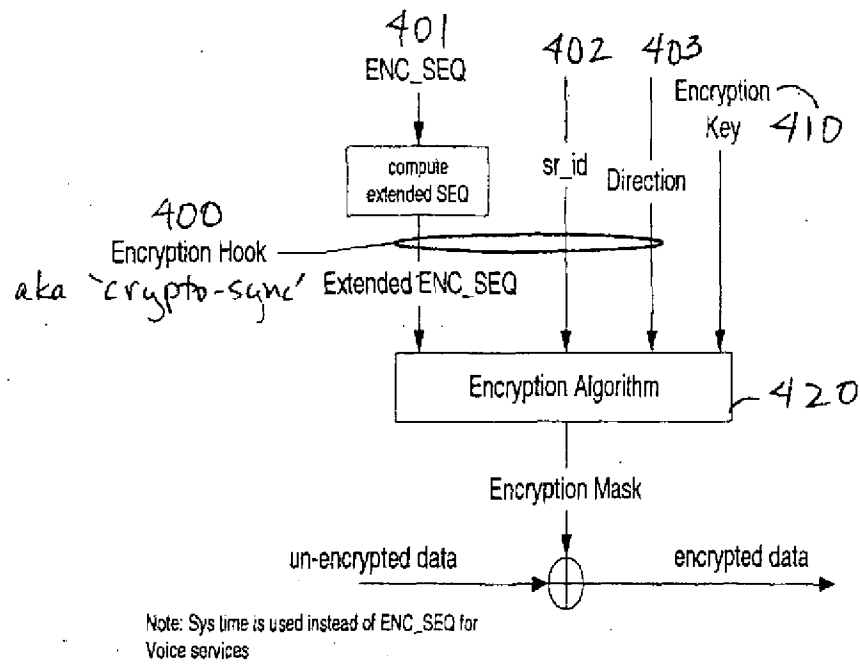 401
ENC_SEQ
402
403
Encryption
Key
410
compute
extended SEQ
sr_id
Direction
400
Encryption Hook
aka 'crypto-sync'
Extended ENC_SEQ
Encryption Algorithm
420
Encryption Mask
un-encrypted data
encrypted data
Note: Sys time is used instead of ENC_SEQ for
Voice services